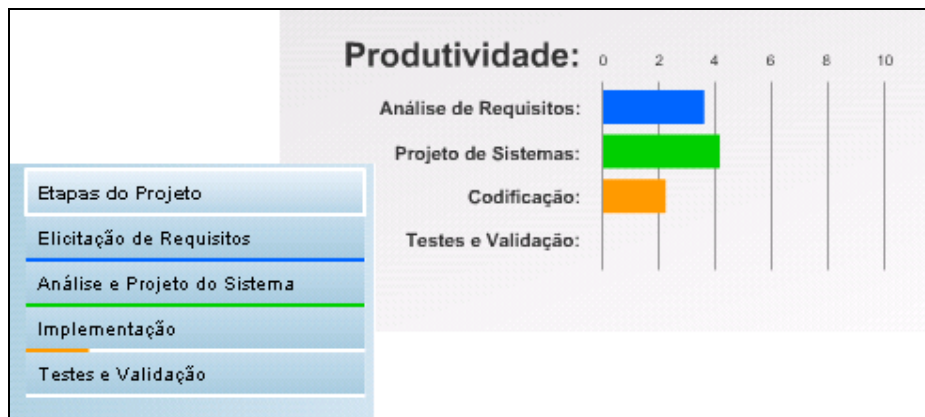 Produtividade:
0 2 4 6 8 10
Análise de Requisitos:
Projeto de Sistemas:
Codificação:
Testes e Validação:
Etapas do Projeto
Elicitação de Requisitos
Análise e Projeto do Sistema
Implementação
Testes e Validação